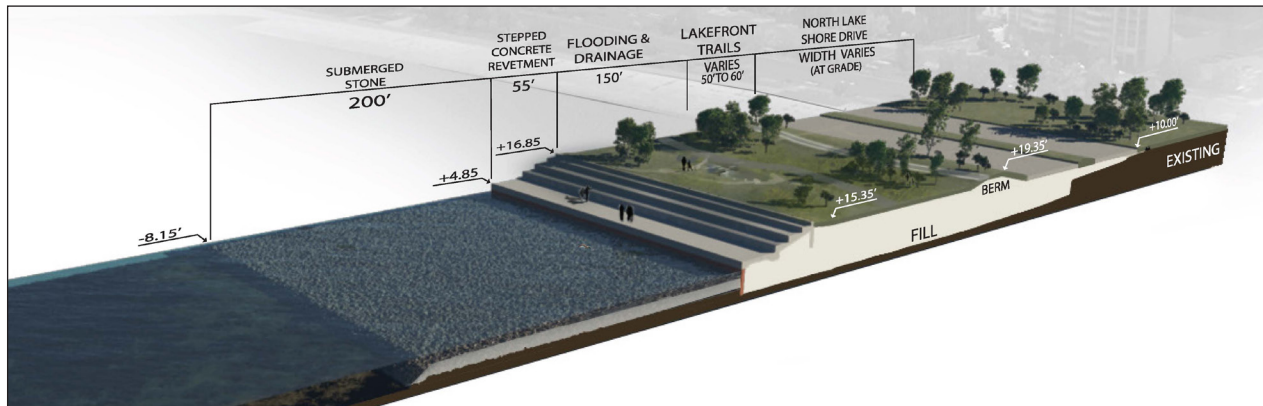 SUBMERGED
STONE
200'
STEPPED
CONCRETE
REVETMENT
55'
FLOODING &
DRAINAGE
150'
LAKEFRONT
TRAILS
VARIES
50'TO 60'
NORTH LAKE
SHORE DRIVE
WIDTH VARIES
(AT GRADE)
-8.15'
+4.85
+16.85
+15.35'
+19.35'
+10.00'
BERM
FILL
EXISTING